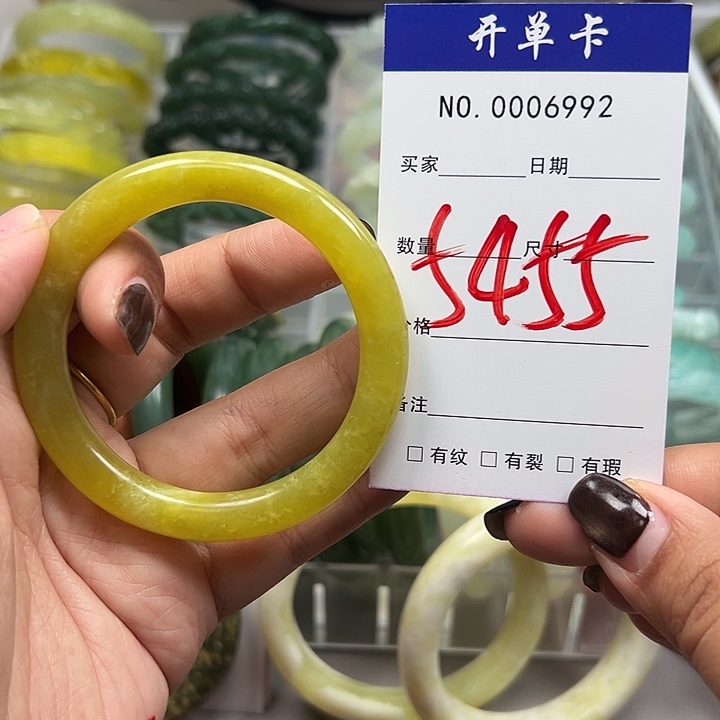 开单卡
NO. 0006992
买家 日期
数量 尺寸
5455
价格
备注
□ 有纹 □ 有裂 □ 有瑕